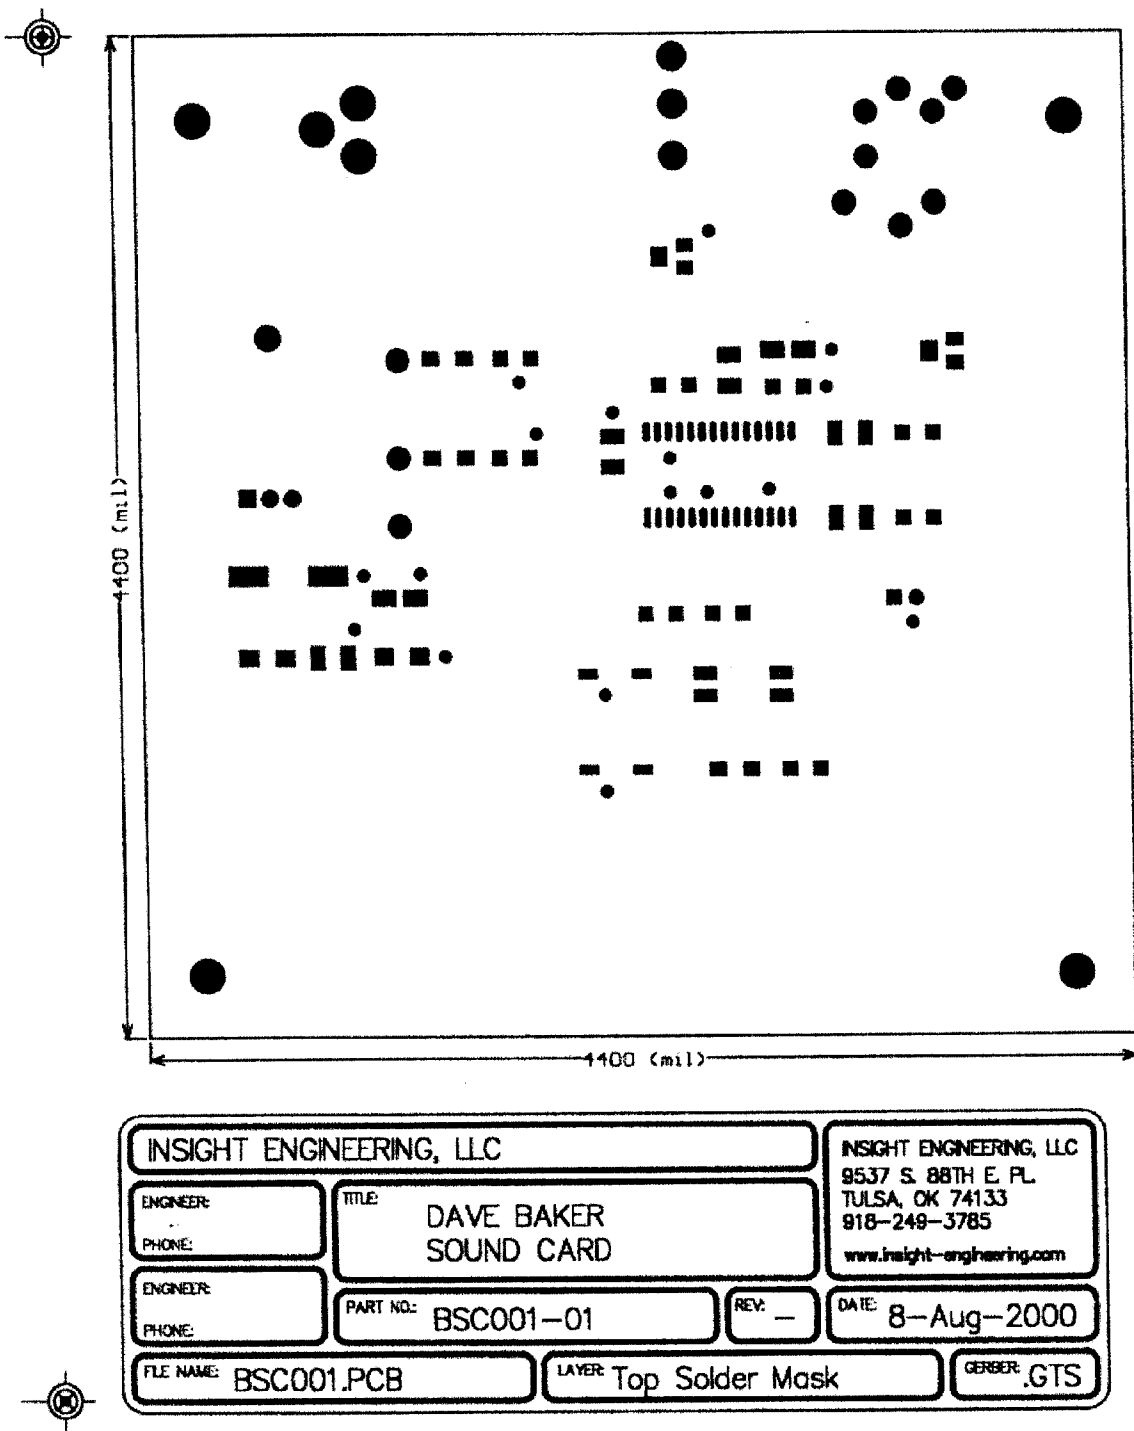 4400 (mil)
4400 (mil)
INSIGHT ENGINEERING, LLC
INSIGHT ENGINEERING, LLC
9537 S. 88TH E. PL.
TULSA, OK 74133
918-249-3785
www.insight-engineering.com
ENGINEER:
PHONE:
TITLE:
DAVE BAKER
SOUND CARD
ENGINEER:
PHONE:
PART NO.: BSC001-01
REV: -
DATE: 8-Aug-2000
FILE NAME: BSC001.PCB
LAYER: Top Solder Mask
GERBER: .GTS